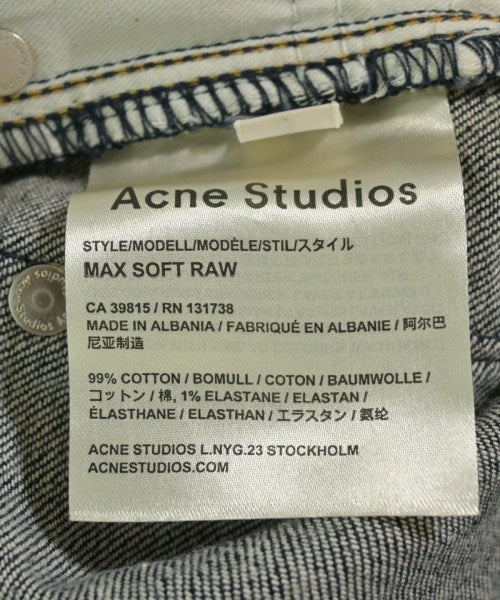 Acne Studios
STYLE/MODELL/MODÈLE/STIL/スタイル
MAX SOFT RAW
CA 39815 / RN 131738
MADE IN ALBANIA / FABRIQUÉ EN ALBANIE / 阿尔巴
尼亚制造
99% COTTON / BOMULL / COTON / BAUMWOLLE /
コットン / 棉, 1% ELASTANE / ELASTAN /
ÉLASTHANE / ELASTHAN / エラスタン / 氨纶
ACNE STUDIOS L.NYG.23 STOCKHOLM
ACNESTUDIOS.COM